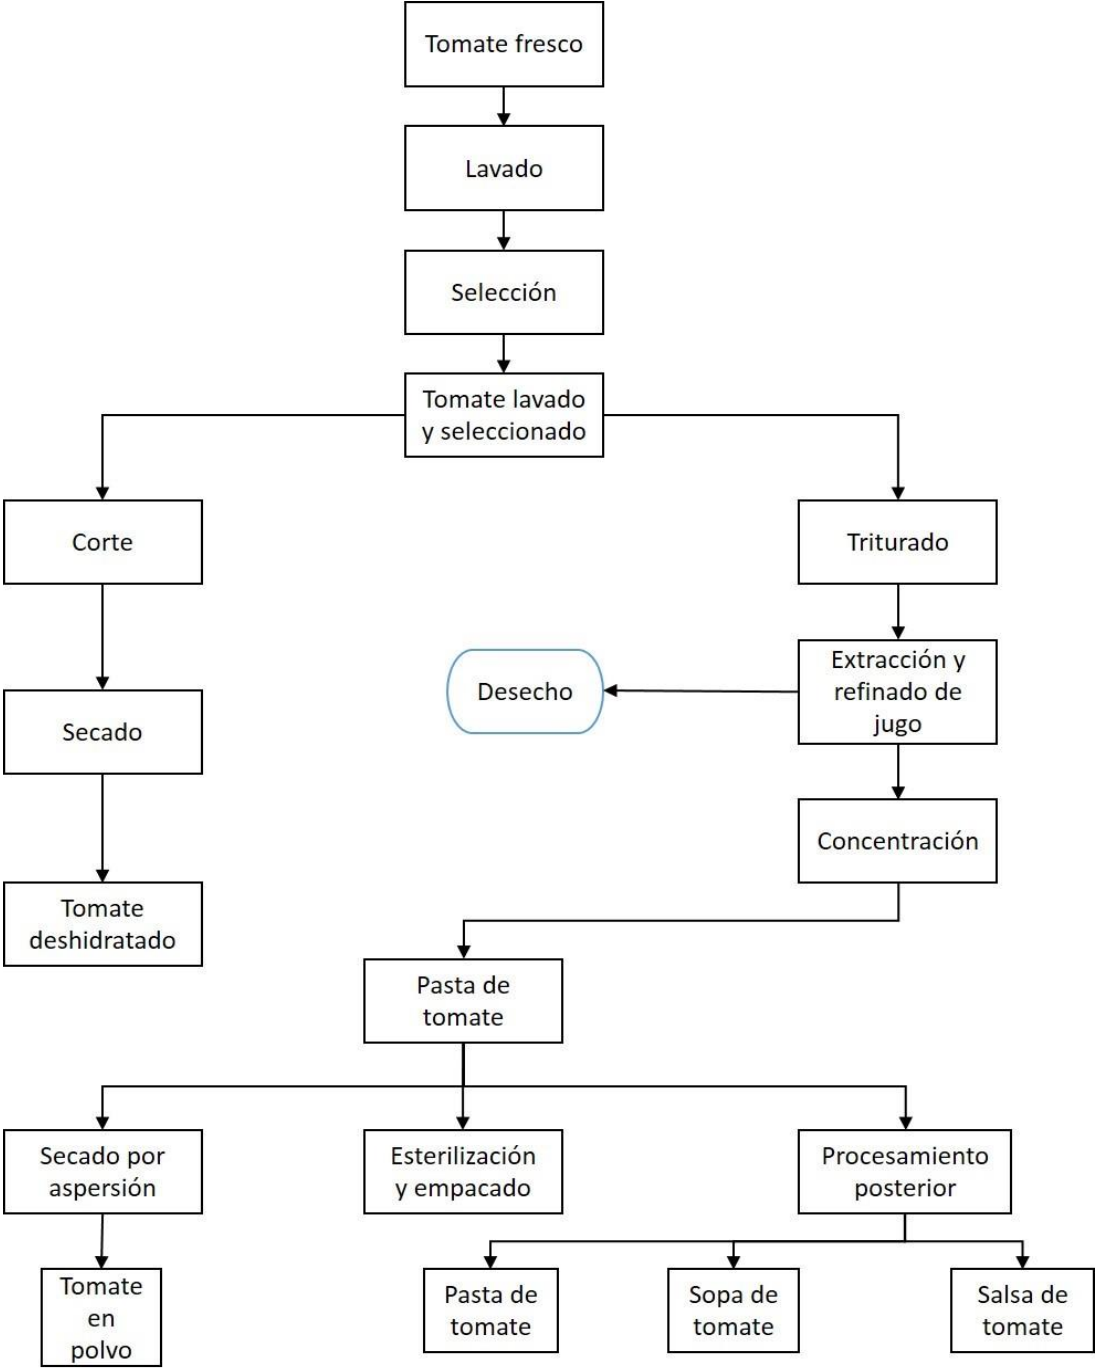 Tomate fresco
Lavado
Selección
Tomate lavado
y seleccionado
Corte
Triturado
Extracción y
refinado de
jugo
Desecho
Secado
Concentración
Tomate
deshidratado
Pasta de
tomate
Secado por
aspersión
Esterilización
y empacado
Procesamiento
posterior
Tomate
en
polvo
Pasta de
tomate
Sopa de
tomate
Salsa de
tomate